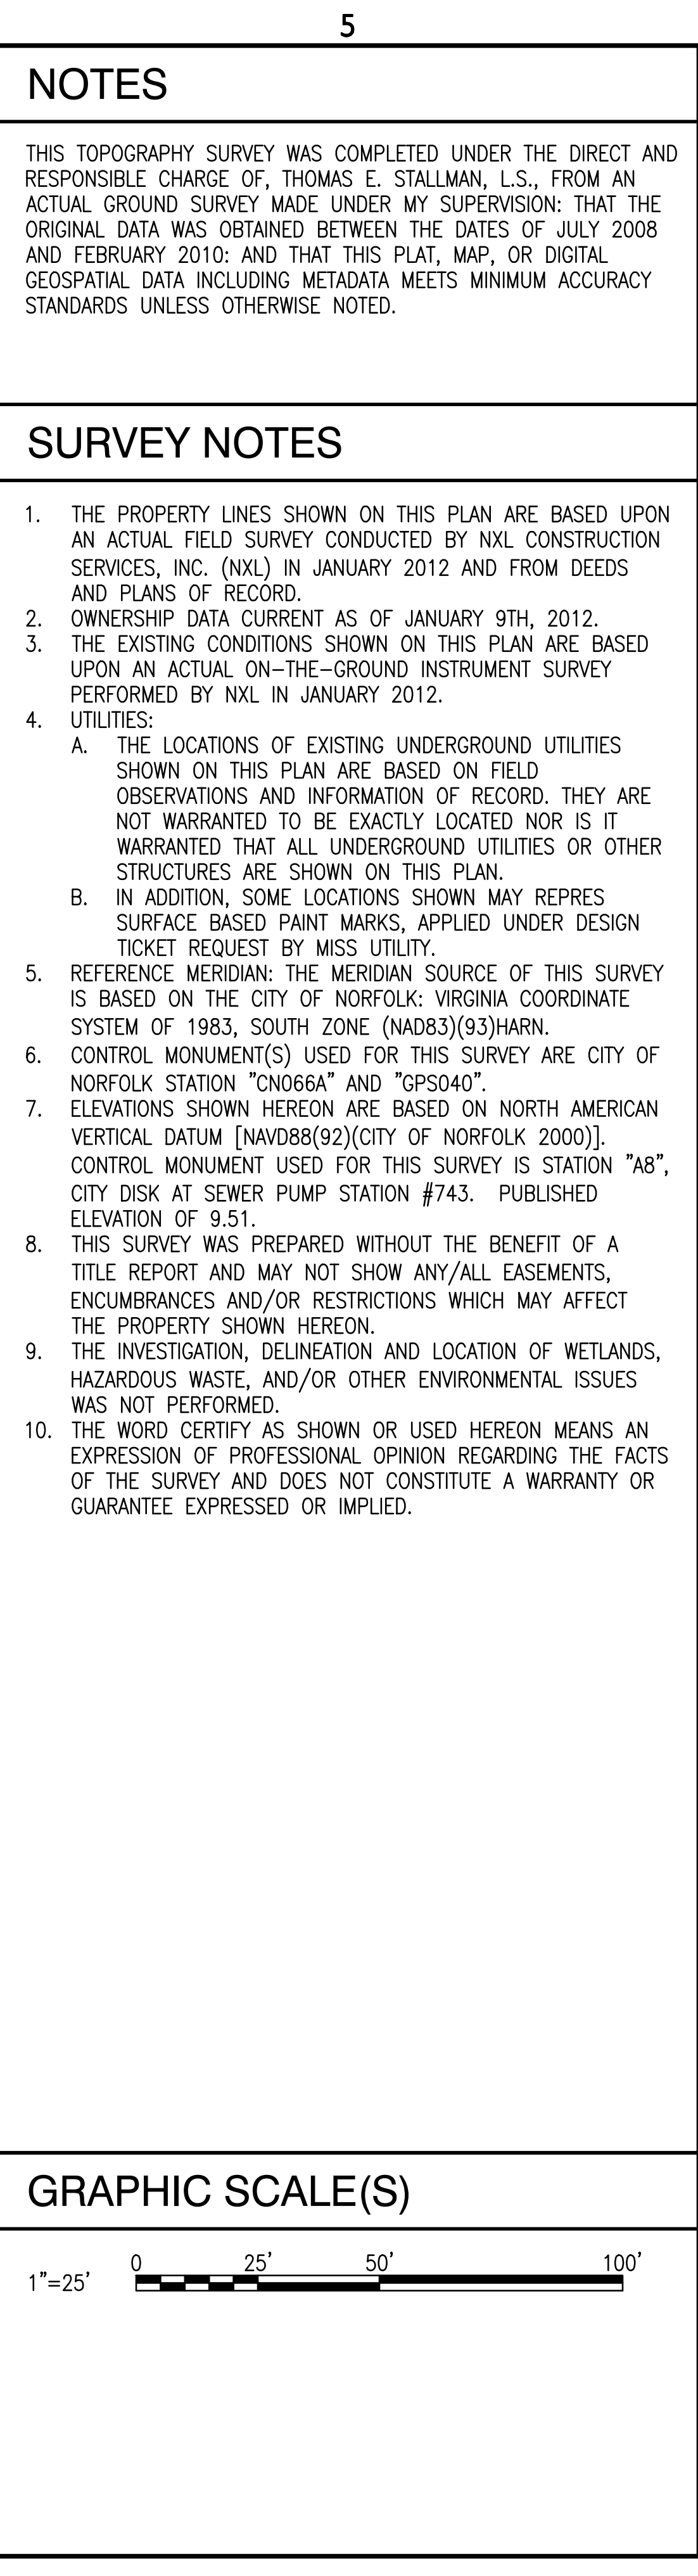 5
NOTES
THIS TOPOGRAPHY SURVEY WAS COMPLETED UNDER THE DIRECT AND
RESPONSIBLE CHARGE OF, THOMAS E. STALLMAN, L.S., FROM AN
ACTUAL GROUND SURVEY MADE UNDER MY SUPERVISION: THAT THE
ORIGINAL DATA WAS OBTAINED BETWEEN THE DATES OF JULY 2008
AND FEBRUARY 2010: AND THAT THIS PLAT, MAP, OR DIGITAL
GEOSPATIAL DATA INCLUDING METADATA MEETS MINIMUM ACCURACY
STANDARDS UNLESS OTHERWISE NOTED.
SURVEY NOTES
1. THE PROPERTY LINES SHOWN ON THIS PLAN ARE BASED UPON
AN ACTUAL FIELD SURVEY CONDUCTED BY NXL CONSTRUCTION
SERVICES, INC. (NXL) IN JANUARY 2012 AND FROM DEEDS
AND PLANS OF RECORD.
2. OWNERSHIP DATA CURRENT AS OF JANUARY 9TH, 2012.
3. THE EXISTING CONDITIONS SHOWN ON THIS PLAN ARE BASED
UPON AN ACTUAL ON-THE-GROUND INSTRUMENT SURVEY
PERFORMED BY NXL IN JANUARY 2012.
4. UTILITIES:
A. THE LOCATIONS OF EXISTING UNDERGROUND UTILITIES
SHOWN ON THIS PLAN ARE BASED ON FIELD
OBSERVATIONS AND INFORMATION OF RECORD. THEY ARE
NOT WARRANTED TO BE EXACTLY LOCATED NOR IS IT
WARRANTED THAT ALL UNDERGROUND UTILITIES OR OTHER
STRUCTURES ARE SHOWN ON THIS PLAN.
B. IN ADDITION, SOME LOCATIONS SHOWN MAY REPRES
SURFACE BASED PAINT MARKS, APPLIED UNDER DESIGN
TICKET REQUEST BY MISS UTILITY.
5. REFERENCE MERIDIAN: THE MERIDIAN SOURCE OF THIS SURVEY
IS BASED ON THE CITY OF NORFOLK: VIRGINIA COORDINATE
SYSTEM OF 1983, SOUTH ZONE (NAD83)(93)HARN.
6. CONTROL MONUMENT(S) USED FOR THIS SURVEY ARE CITY OF
NORFOLK STATION "CN066A" AND "GPS040".
7. ELEVATIONS SHOWN HEREON ARE BASED ON NORTH AMERICAN
VERTICAL DATUM [NAVD88(92)(CITY OF NORFOLK 2000)].
CONTROL MONUMENT USED FOR THIS SURVEY IS STATION "A8",
CITY DISK AT SEWER PUMP STATION #743. PUBLISHED
ELEVATION OF 9.51.
8. THIS SURVEY WAS PREPARED WITHOUT THE BENEFIT OF A
TITLE REPORT AND MAY NOT SHOW ANY/ALL EASEMENTS,
ENCUMBRANCES AND/OR RESTRICTIONS WHICH MAY AFFECT
THE PROPERTY SHOWN HEREON.
9. THE INVESTIGATION, DELINEATION AND LOCATION OF WETLANDS,
HAZARDOUS WASTE, AND/OR OTHER ENVIRONMENTAL ISSUES
WAS NOT PERFORMED.
10. THE WORD CERTIFY AS SHOWN OR USED HEREON MEANS AN
EXPRESSION OF PROFESSIONAL OPINION REGARDING THE FACTS
OF THE SURVEY AND DOES NOT CONSTITUTE A WARRANTY OR
GUARANTEE EXPRESSED OR IMPLIED.
GRAPHIC SCALE(S)
0 25' 50' 100'
1"=25'